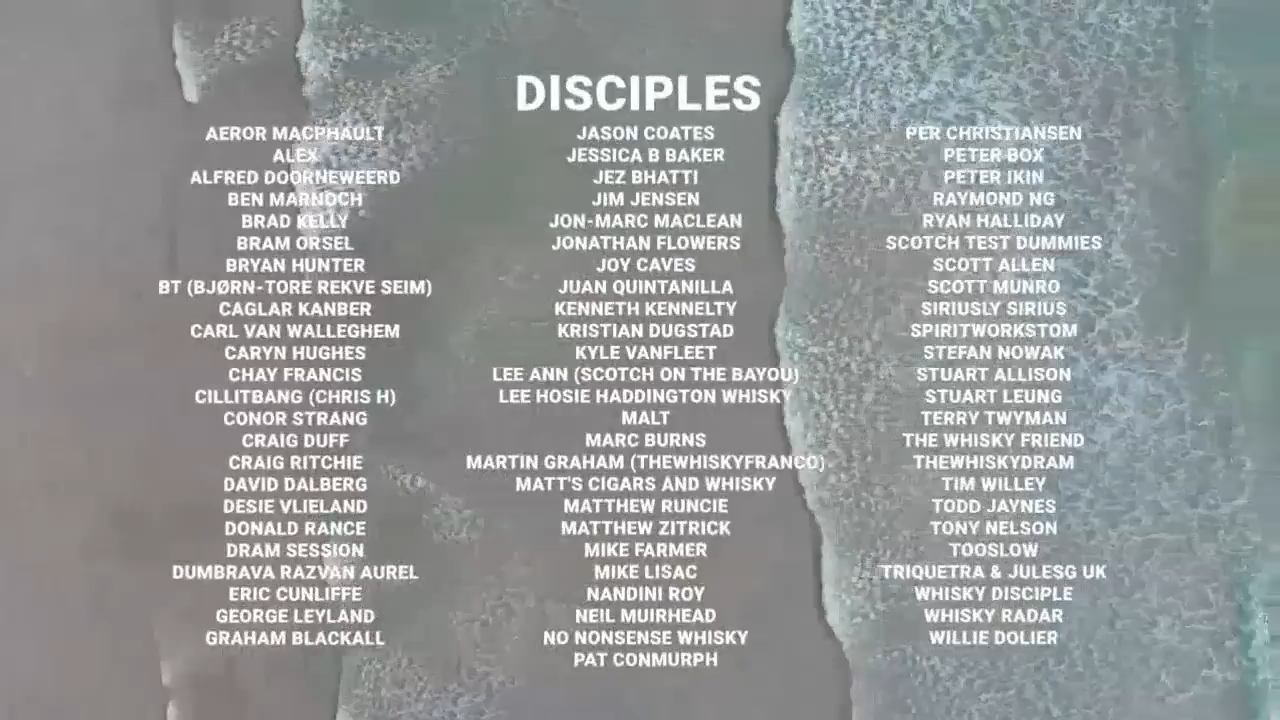 DISCIPLES
AEROR MACPHAULT
ALEX
ALFRED DOORNEWEERD
BEN MARNOCH
BRAD KELLY
BRAM ORSEL
BRYAN HUNTER
BT (BJØRN-TORE REKVE SEIM)
CAGLAR KANBER
CARL VAN WALLEGHEM
CARYN HUGHES
CHAY FRANCIS
CILLITBANG (CHRIS H)
CONOR STRANG
CRAIG DUFF
CRAIG RITCHIE
DAVID DALBERG
DESIE VLIELAND
DONALD RANCE
DRAM SESSION
DUMBRAVA RAZVAN AUREL
ERIC CUNLIFFE
GEORGE LEYLAND
GRAHAM BLACKALL
JASON COATES
JESSICA B BAKER
JEZ BHATTI
JIM JENSEN
JON-MARC MACLEAN
JONATHAN FLOWERS
JOY CAVES
JUAN QUINTANILLA
KENNETH KENNELTY
KRISTIAN DUGSTAD
KYLE VANFLEET
LEE ANN (SCOTCH ON THE BAYOU)
LEE HOSIE HADDINGTON WHISKY
MALT
MARC BURNS
MARTIN GRAHAM (THEWHISKYFRANCO)
MATT'S CIGARS AND WHISKY
MATTHEW RUNCIE
MATTHEW ZITRICK
MIKE FARMER
MIKE LISAC
NANDINI ROY
NEIL MUIRHEAD
NO NONSENSE WHISKY
PAT CONMURPH
PER CHRISTIANSEN
PETER BOX
PETER IKIN
RAYMOND NG
RYAN HALLIDAY
SCOTCH TEST DUMMIES
SCOTT ALLEN
SCOTT MUNRO
SIRIUSLY SIRIUS
SPIRITWORKSTOM
STEFAN NOWAK
STUART ALLISON
STUART LEUNG
TERRY TWYMAN
THE WHISKY FRIEND
THEWHISKYDRAM
TIM WILLEY
TODD JAYNES
TONY NELSON
TOOSLOW
TRIQUETRA & JULESG UK
WHISKY DISCIPLE
WHISKY RADAR
WILLIE DOLIER